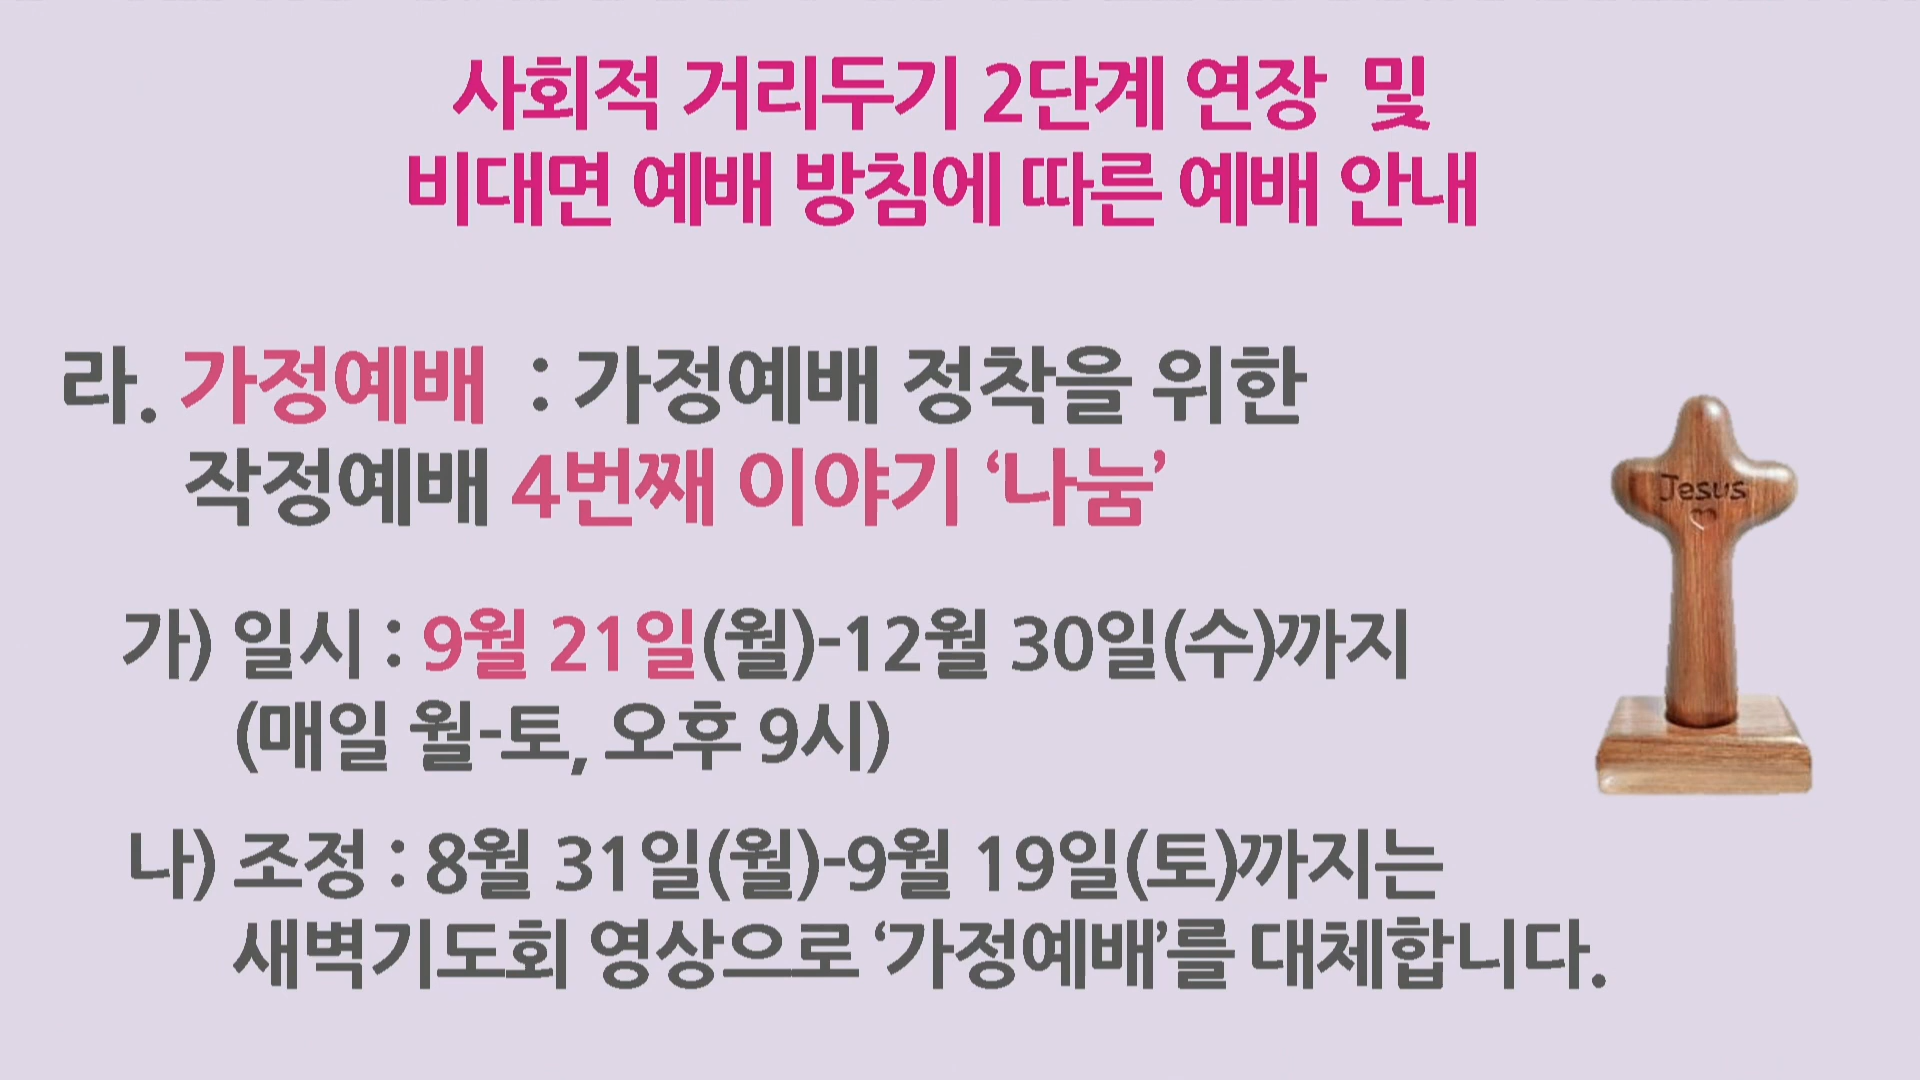 사회적 거리두기 2단계 연장 및
비대면 예배 방침에 따른 예배 안내
라. 가정예배 : 가정예배 정착을 위한
작정예배 4번째 이야기 ‘나눔’
가) 일시 : 9월 21일(월)-12월 30일(수)까지
(매일 월-토, 오후 9시)
나) 조정 : 8월 31일(월)-9월 19일(토)까지는
새벽기도회 영상으로 ‘가정예배’를 대체합니다.
Jesus